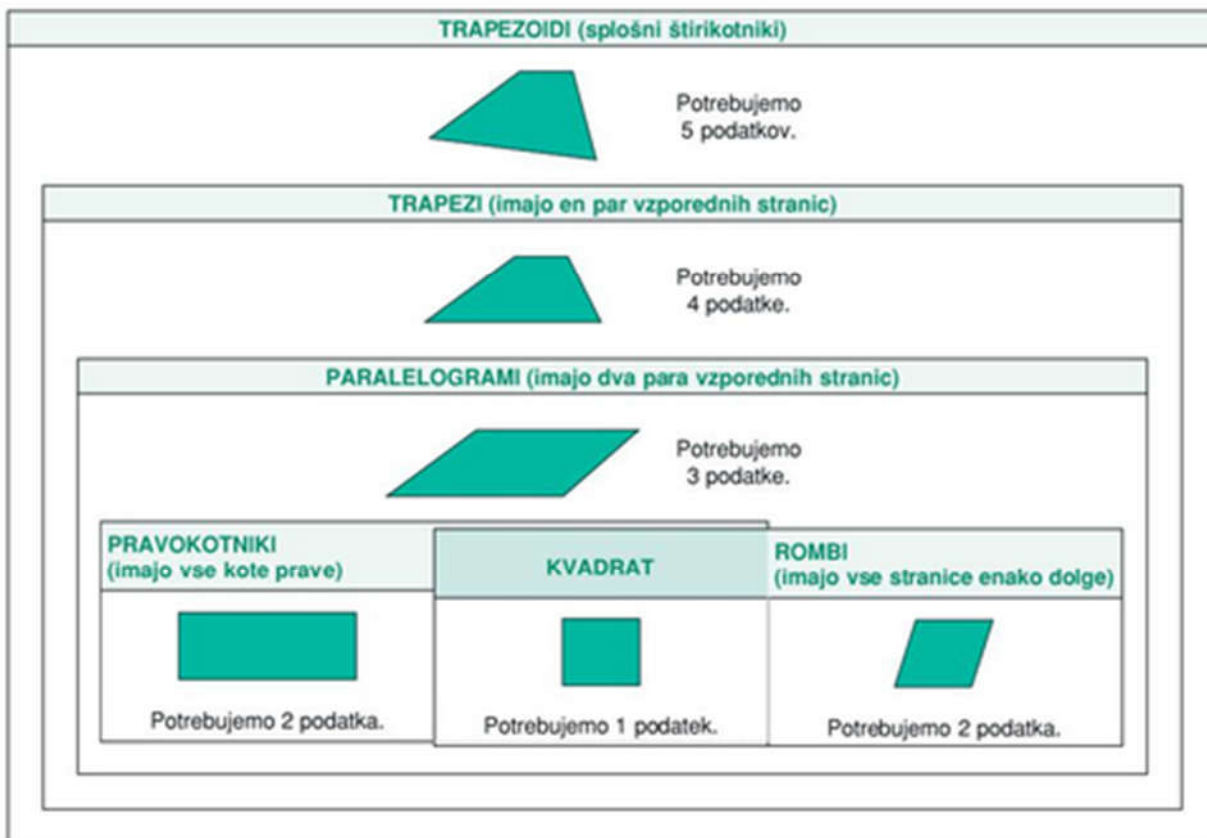 TRAPEZOIDI (splošni štirikotniki)
Potrebujemo
5 podatkov.
TRAPEZI (imajo en par vzporednih stranic)
Potrebujemo
4 podatke.
PARALELOGRAMI (imajo dva para vzporednih stranic)
Potrebujemo
3 podatke.
PRAVOKOTNIKI
(imajo vse kote prave)
Potrebujemo 2 podatka.
KVADRAT
Potrebujemo 1 podatek.
ROMBI
(imajo vse stranice enako dolge)
Potrebujemo 2 podatka.